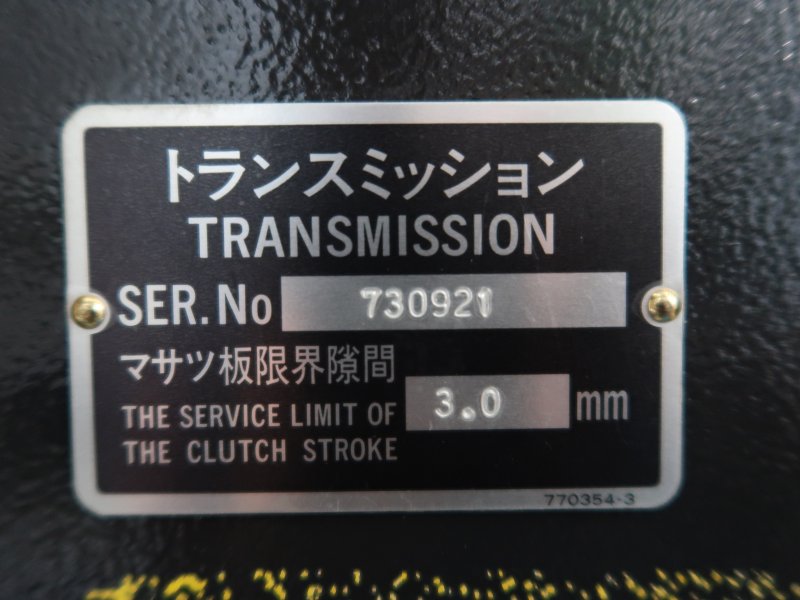 トランスミッション
TRANSMISSION
SER.No 730921
マサツ板限界隙間
THE SERVICE LIMIT OF 3.0 mm
THE CLUTCH STROKE
770354-3